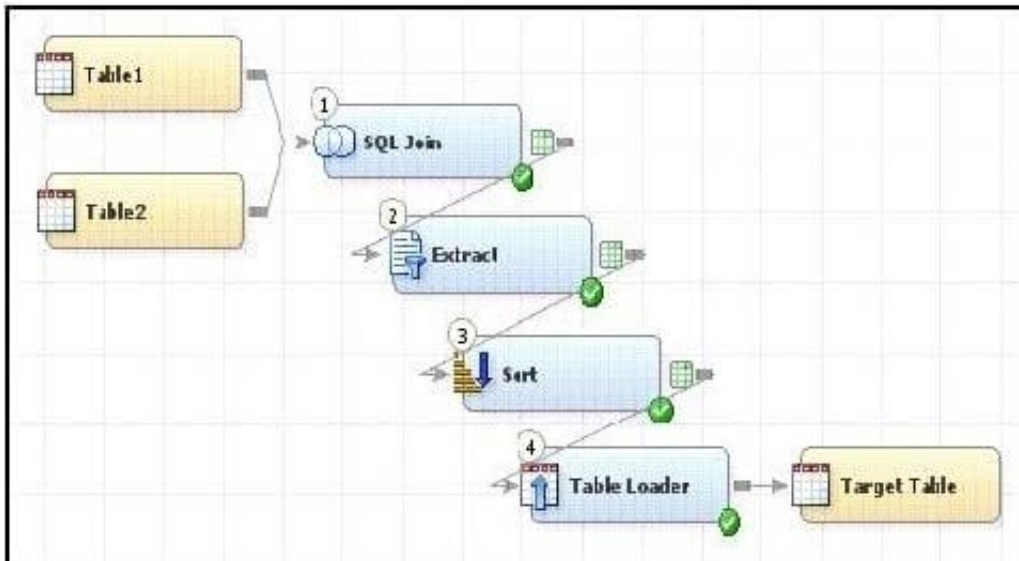 Table1
1
SQL Join
Table2
2
Extract
3
Sort
4
Table Loader
Target Table